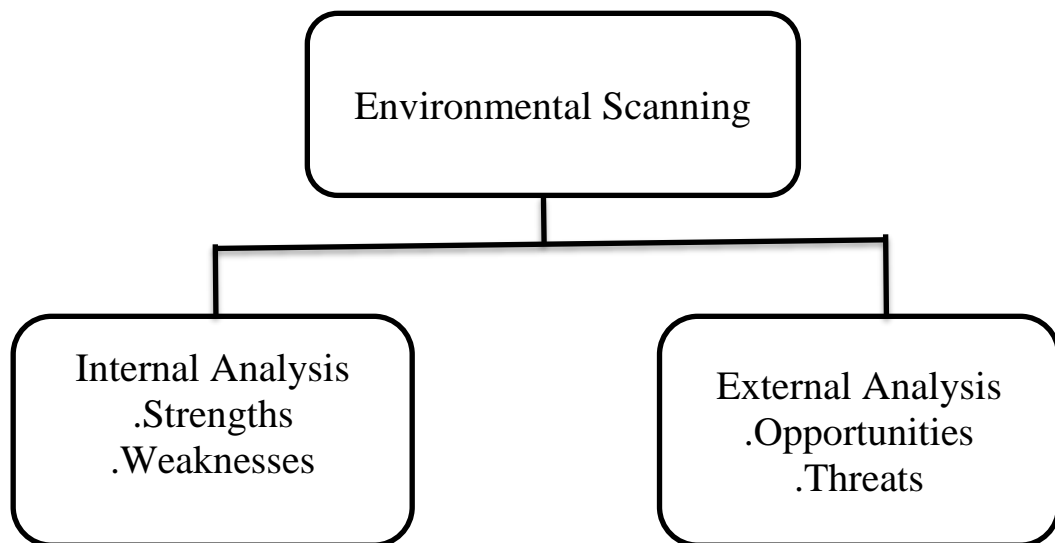 Environmental Scanning
Internal Analysis
.Strengths
.Weaknesses
External Analysis
.Opportunities
.Threats